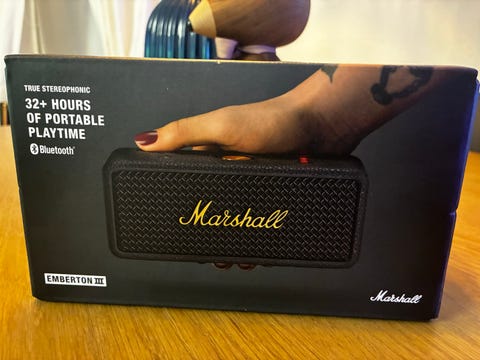 TRUE STEREOPHONIC
32+ HOURS
OF PORTABLE
PLAYTIME
Bluetooth®
Marshall
EMBERTON III
Marshall